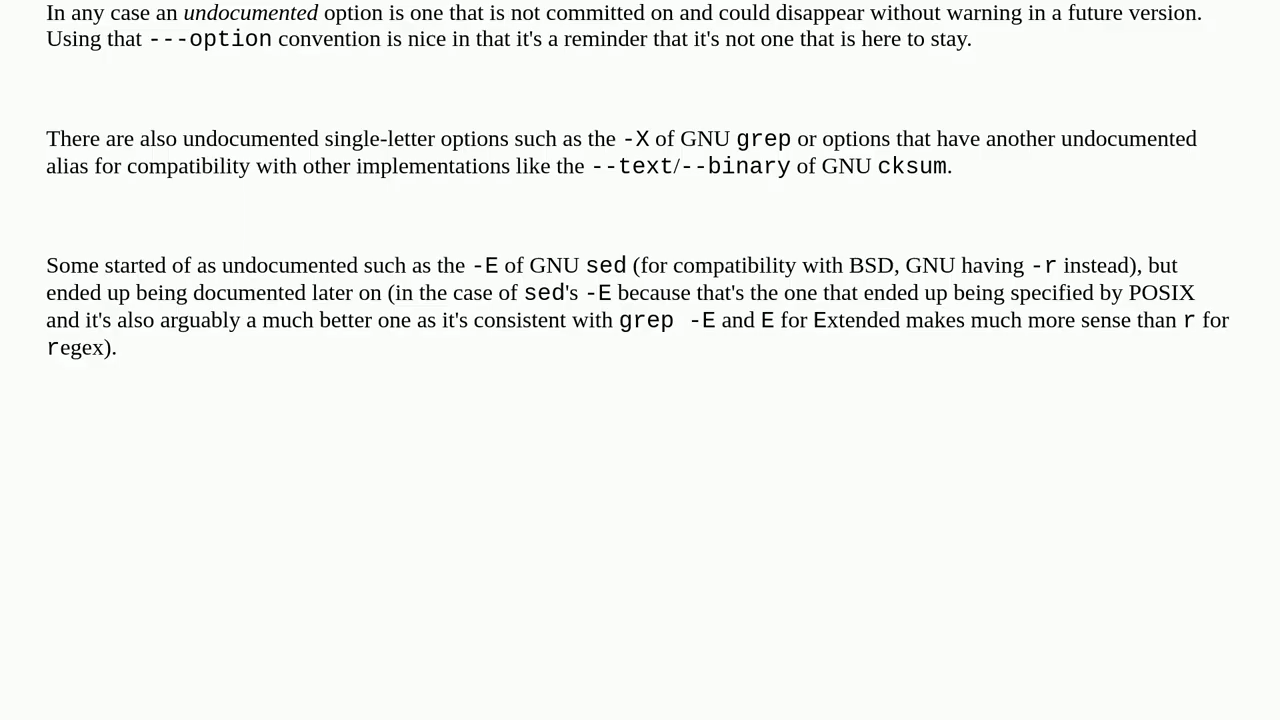 In any case an undocumented option is one that is not committed on and could disappear without warning in a future version.
Using that ---option convention is nice in that it's a reminder that it's not one that is here to stay.
There are also undocumented single-letter options such as the -X of GNU grep or options that have another undocumented
alias for compatibility with other implementations like the --text/--binary of GNU cksum.
Some started of as undocumented such as the -E of GNU sed (for compatibility with BSD, GNU having -r instead), but
ended up being documented later on (in the case of sed's -E because that's the one that ended up being specified by POSIX
and it's also arguably a much better one as it's consistent with grep -E and E for Extended makes much more sense than r for
regex).